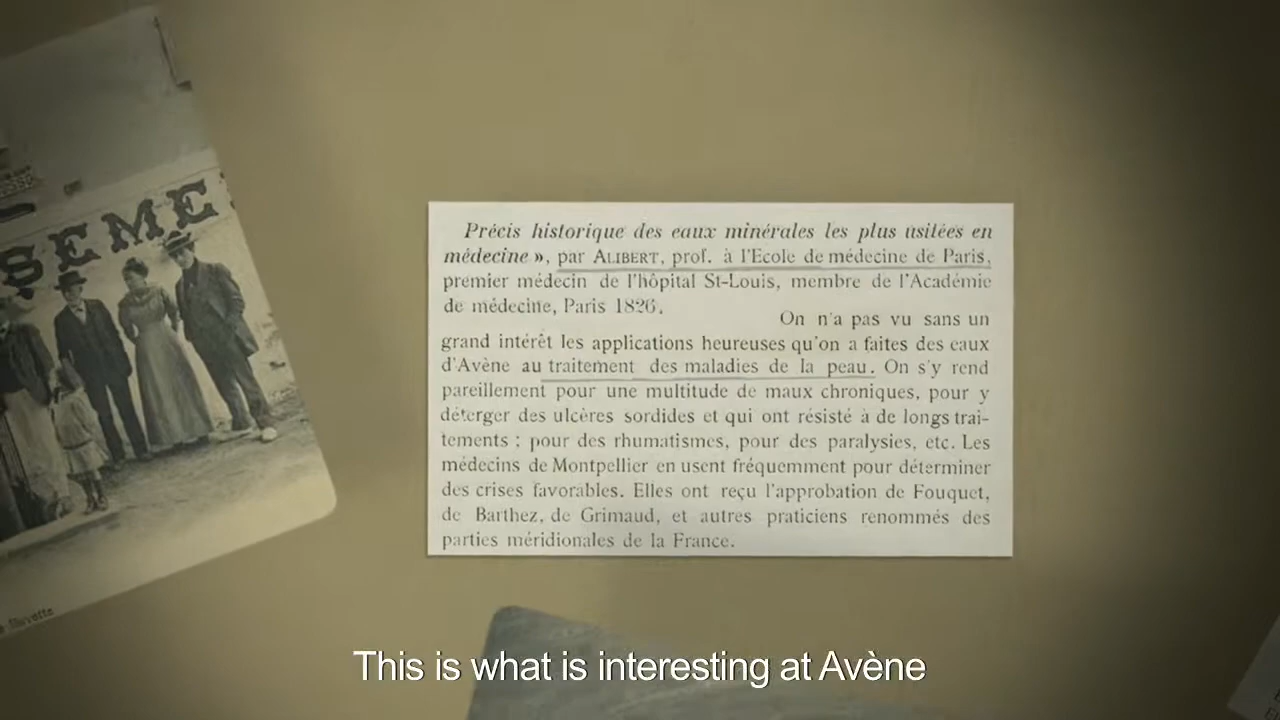 SEME
Buvette
Précis historique des eaux minérales les plus usitées en
médecine », par ALIBERT, prof. à l'Ecole de médecine de Paris,
premier médecin de l'hôpital St-Louis, membre de l'Académie
de médecine, Paris 1826.
On n'a pas vu sans un
grand intérêt les applications heureuses qu'on a faites des eaux
d'Avène au traitement des maladies de la peau. On s'y rend
pareillement pour une multitude de maux chroniques, pour y
déterger des ulcères sordides et qui ont résisté à de longs trai-
tements ; pour des rhumatismes, pour des paralysies, etc. Les
médecins de Montpellier en usent fréquemment pour déterminer
des crises favorables. Elles ont reçu l'approbation de Fouquet,
de Barthez, de Grimaud, et autres praticiens renommés des
parties méridionales de la France.
This is what is interesting at Avène